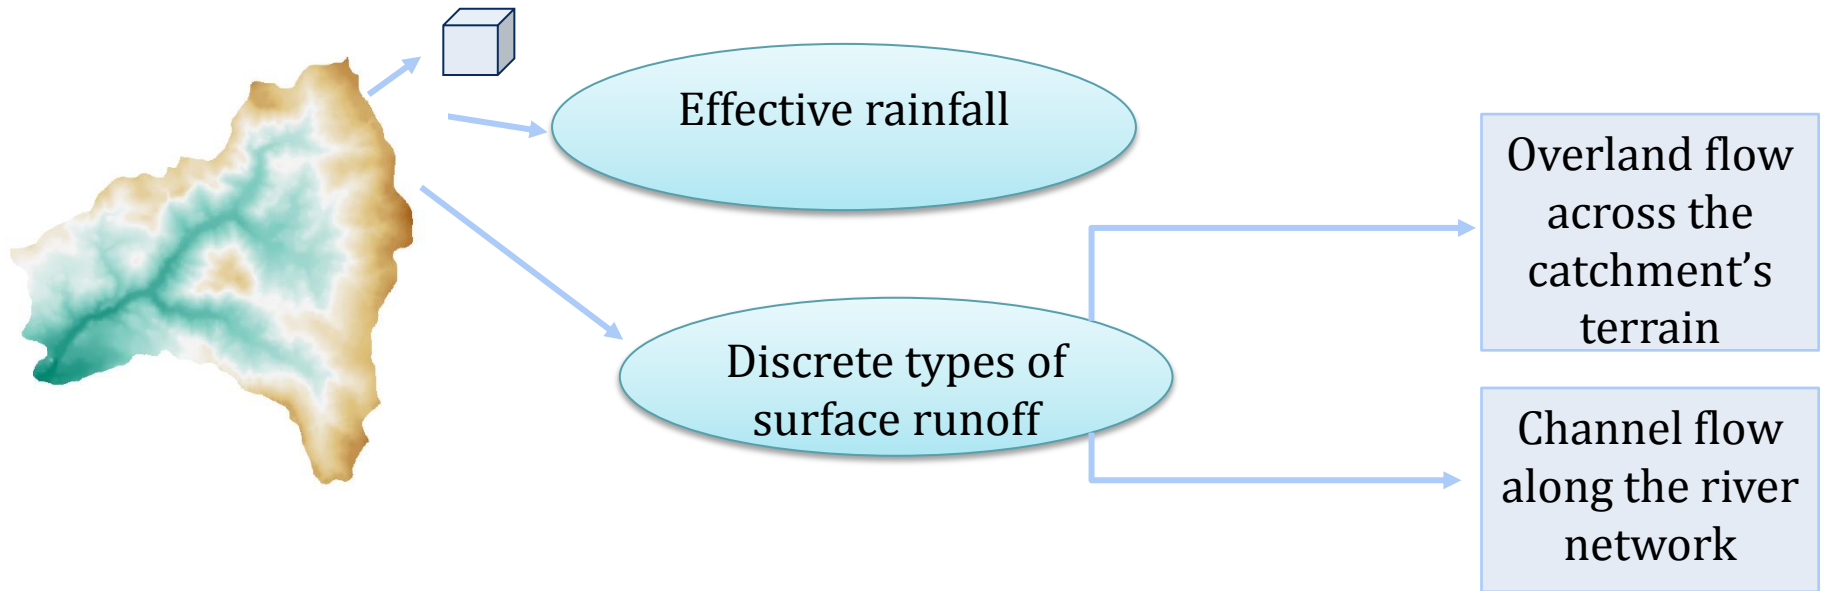 Effective rainfall
Discrete types of
surface runoff
Overland flow
across the
catchment’s
terrain
Channel flow
along the river
network